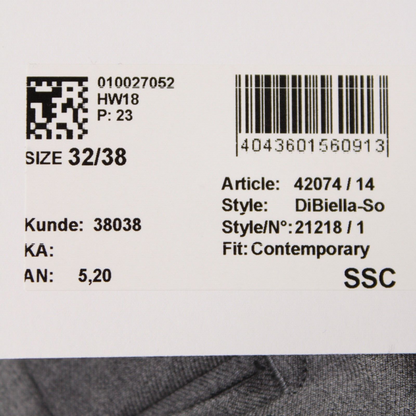 010027052
HW18
P: 23
4043601560913
SIZE 32/38
Article: 42074 / 14
Style: DiBiella-So
Kunde: 38038
Style/N°: 21218 / 1
KA:
Fit: Contemporary
AN: 5,20
SSC